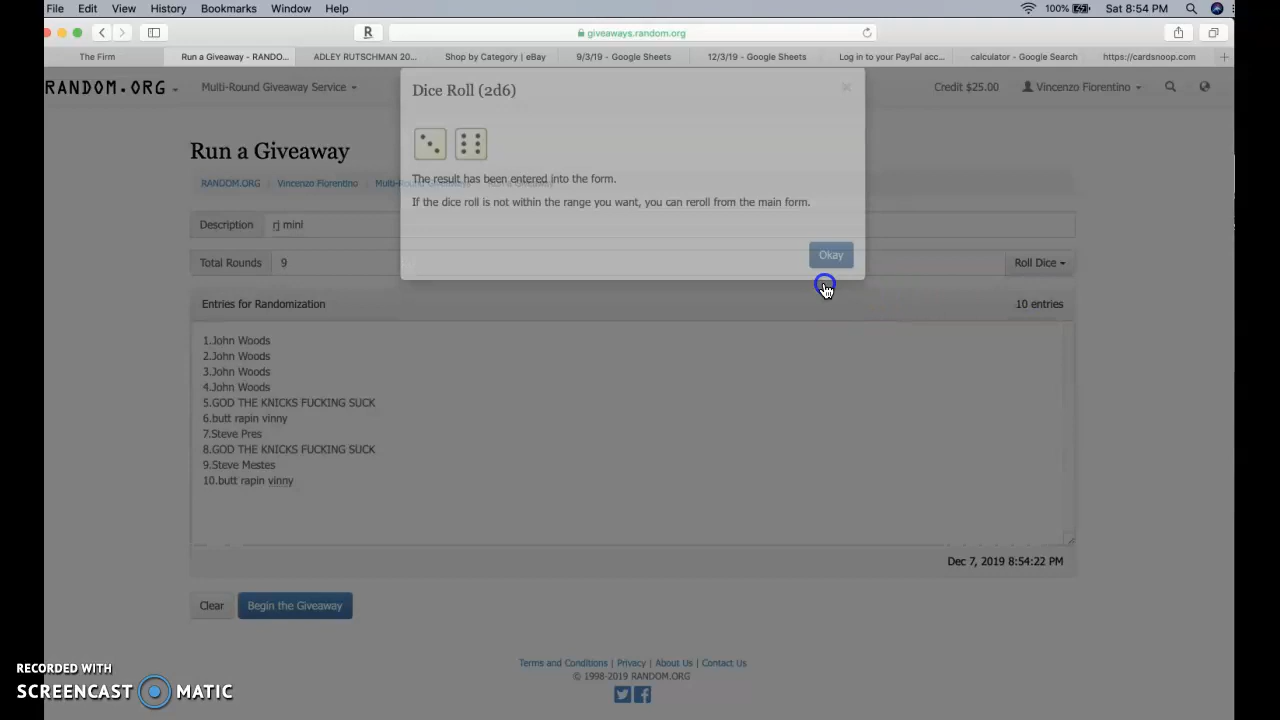 File Edit View History Bookmarks Window Help 100% Sat 8:54 PM
R giveaways.random.org
The Firm Run a Giveaway - RANDO... ADLEY RUTSCHMAN 20... Shop by Category | eBay 9/3/19 - Google Sheets 12/3/19 - Google Sheets Log in to your PayPal acc... calculator - Google Search https://cardsnoop.com
RANDOM.ORG Multi-Round Giveaway Service Credit $25.00 Vincenzo Fiorentino
Dice Roll (2d6)
The result has been entered into the form.
If the dice roll is not within the range you want, you can reroll from the main form.
Okay
Run a Giveaway
RANDOM.ORG Vincenzo Fiorentino
Description rj mini
Total Rounds 9 Roll Dice
Entries for Randomization 10 entries
1.John Woods
2.John Woods
3.John Woods
4.John Woods
5.GOD THE KNICKS FUCKING SUCK
6.butt rapin vinny
7.Steve Pres
8.GOD THE KNICKS FUCKING SUCK
9.Steve Mestes
10.butt rapin vinny
Dec 7, 2019 8:54:22 PM
Clear Begin the Giveaway
Terms and Conditions | Privacy | About Us | Contact Us
© 1998-2019 RANDOM.ORG
RECORDED WITH
SCREENCAST MATIC